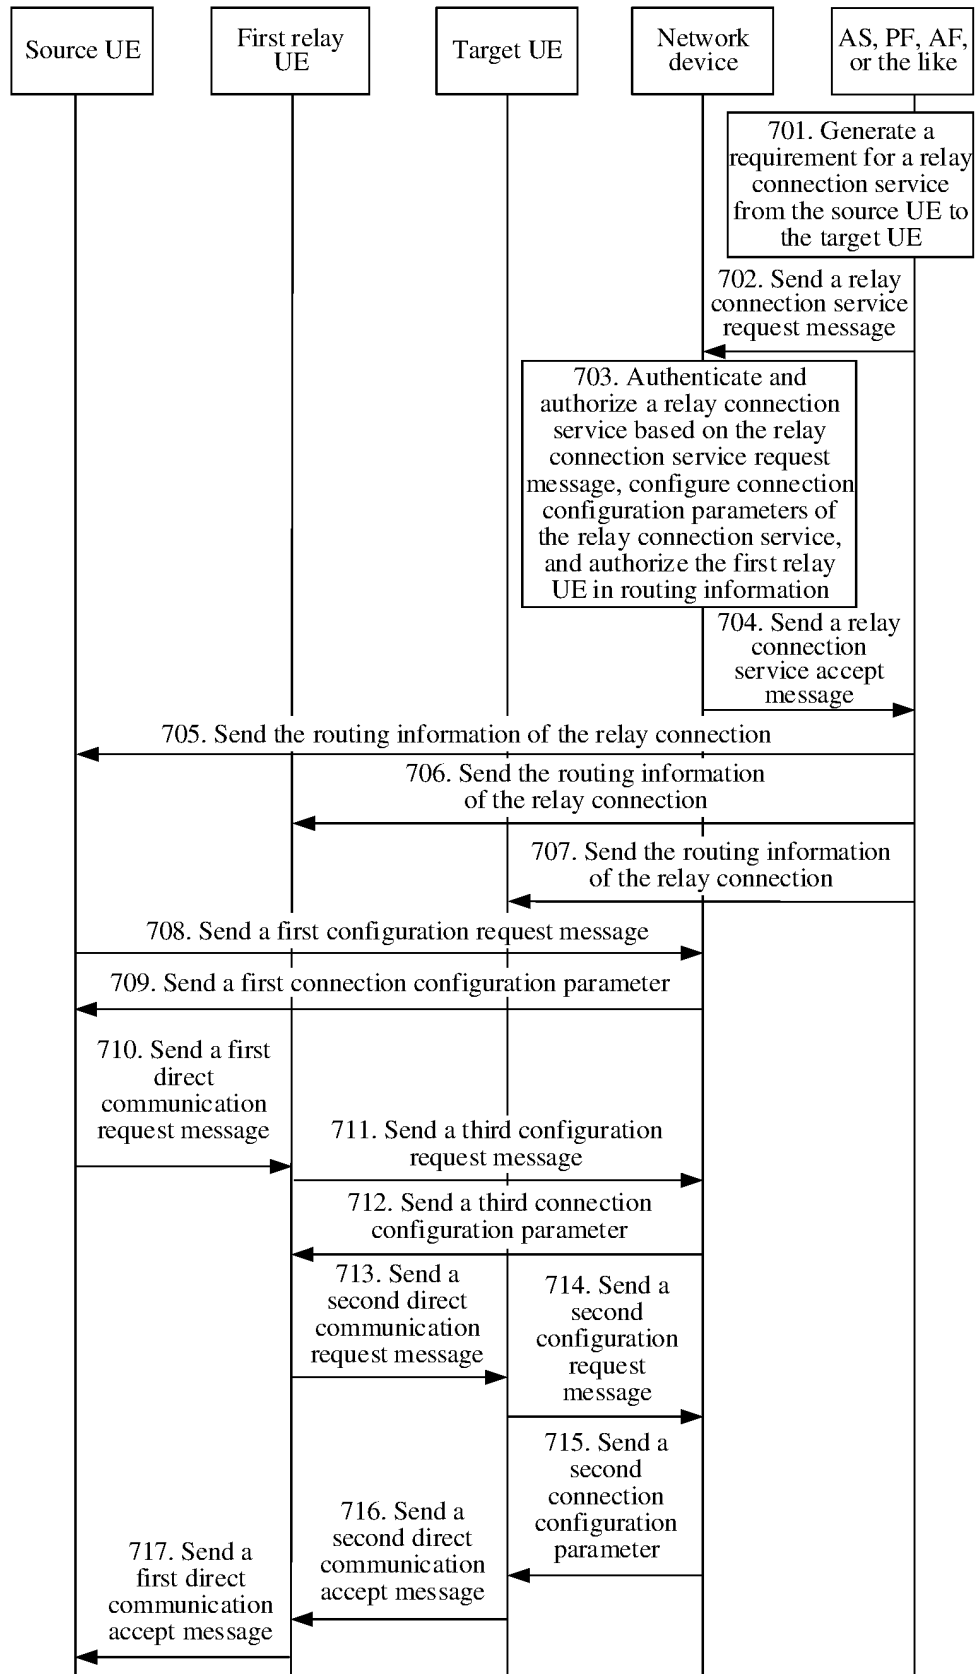 Source UE
First relay
UE
Target UE
Network
device
AS, PF, AF,
or the like
701. Generate a
requirement for a relay
connection service
from the source UE to
the target UE
702. Send a relay
connection service
request message
703. Authenticate and
authorize a relay connection
service based on the relay
connection service request
message, configure connection
configuration parameters of
the relay connection service,
and authorize the first relay
UE in routing information
704. Send a relay
connection
service accept
message
705. Send the routing information of the relay connection
706. Send the routing information
of the relay connection
707. Send the routing information
of the relay connection
708. Send a first configuration request message
709. Send a first connection configuration parameter
710. Send a first
direct
communication
request message
711. Send a third configuration
request message
712. Send a third connection
configuration parameter
713. Send a
second direct
communication
request message
714. Send a
second
configuration
request
message
715. Send a
second
connection
configuration
parameter
716. Send a
second direct
communication
accept message
717. Send a
first direct
communication
accept message